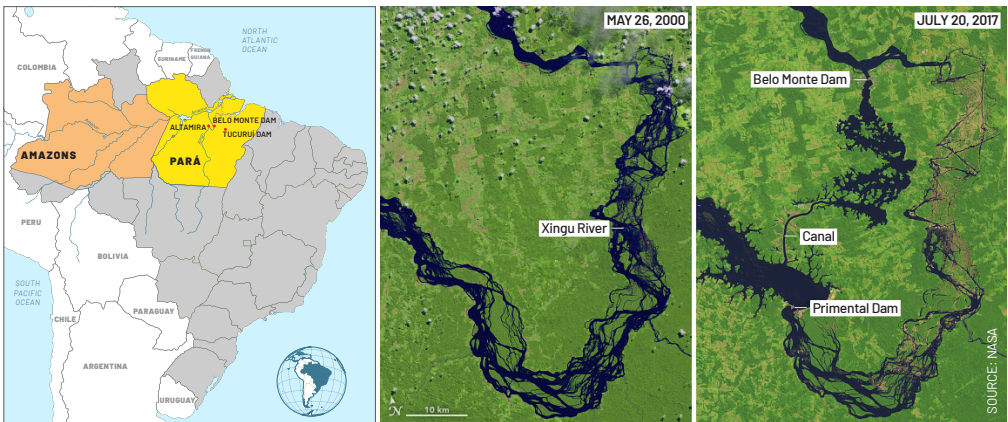 NORTH
ATLANTIC
OCEAN
COLOMBIA
SURINAME
FRENCH
GUIANA
BELO MONTE DAM
ALTAMIRA
TUCURUÍ DAM
AMAZONS
PARÁ
PERU
BOLIVIA
SOUTH
PACIFIC
OCEAN
CHILE
PARAGUAY
ARGENTINA
URUGUAY
MAY 26, 2000
Xingu River
N
10 km
JULY 20, 2017
Belo Monte Dam
Canal
Primental Dam
SOURCE: NASA